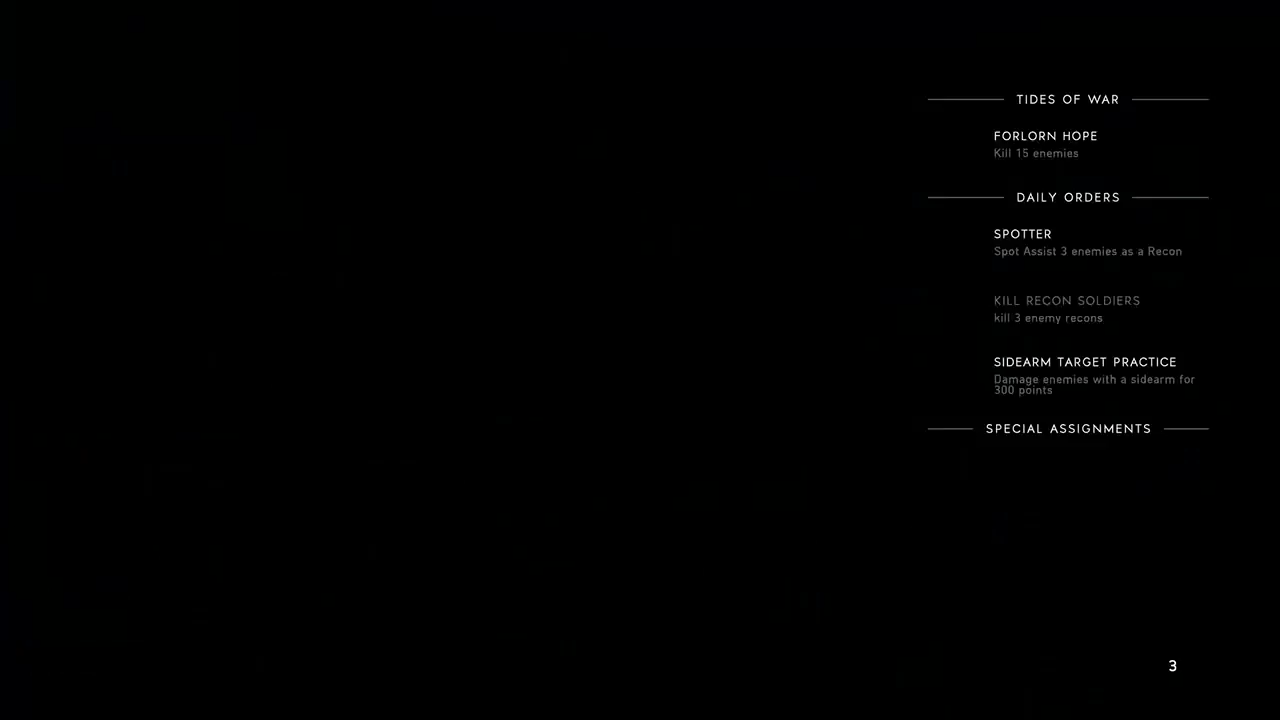 TIDES OF WAR
FORLORN HOPE
Kill 15 enemies
DAILY ORDERS
SPOTTER
Spot Assist 3 enemies as a Recon
KILL RECON SOLDIERS
kill 3 enemy recons
SIDEARM TARGET PRACTICE
Damage enemies with a sidearm for
300 points
SPECIAL ASSIGNMENTS
3